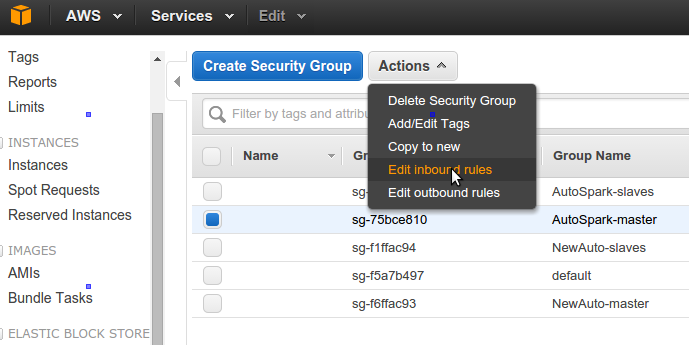 AWS Services Edit
Tags
Reports
Limits
INSTANCES
Instances
Spot Requests
Reserved Instances
IMAGES
AMIs
Bundle Tasks
ELASTIC BLOCK STORE
Create Security Group Actions
Filter by tags and attribu
Delete Security Group
Add/Edit Tags
Copy to new
Edit inbound rules
Edit outbound rules
Name Gr Group Name
sg- AutoSpark-slaves
sg-75bce810 AutoSpark-master
sg-f1ffac94 NewAuto-slaves
sg-f5a7b497 default
sg-f6ffac93 NewAuto-master